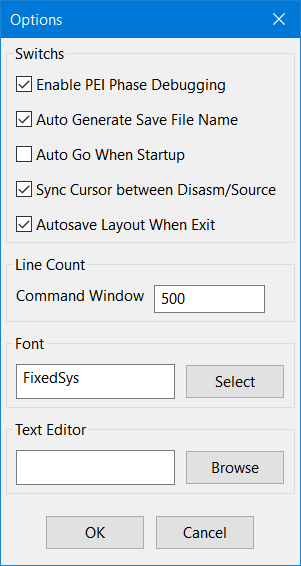 Options
Switchs
Enable PEI Phase Debugging
Auto Generate Save File Name
Auto Go When Startup
Sync Cursor between Disasm/Source
Autosave Layout When Exit
Line Count
Command Window 500
Font
FixedSys Select
Text Editor
Browse
OK Cancel